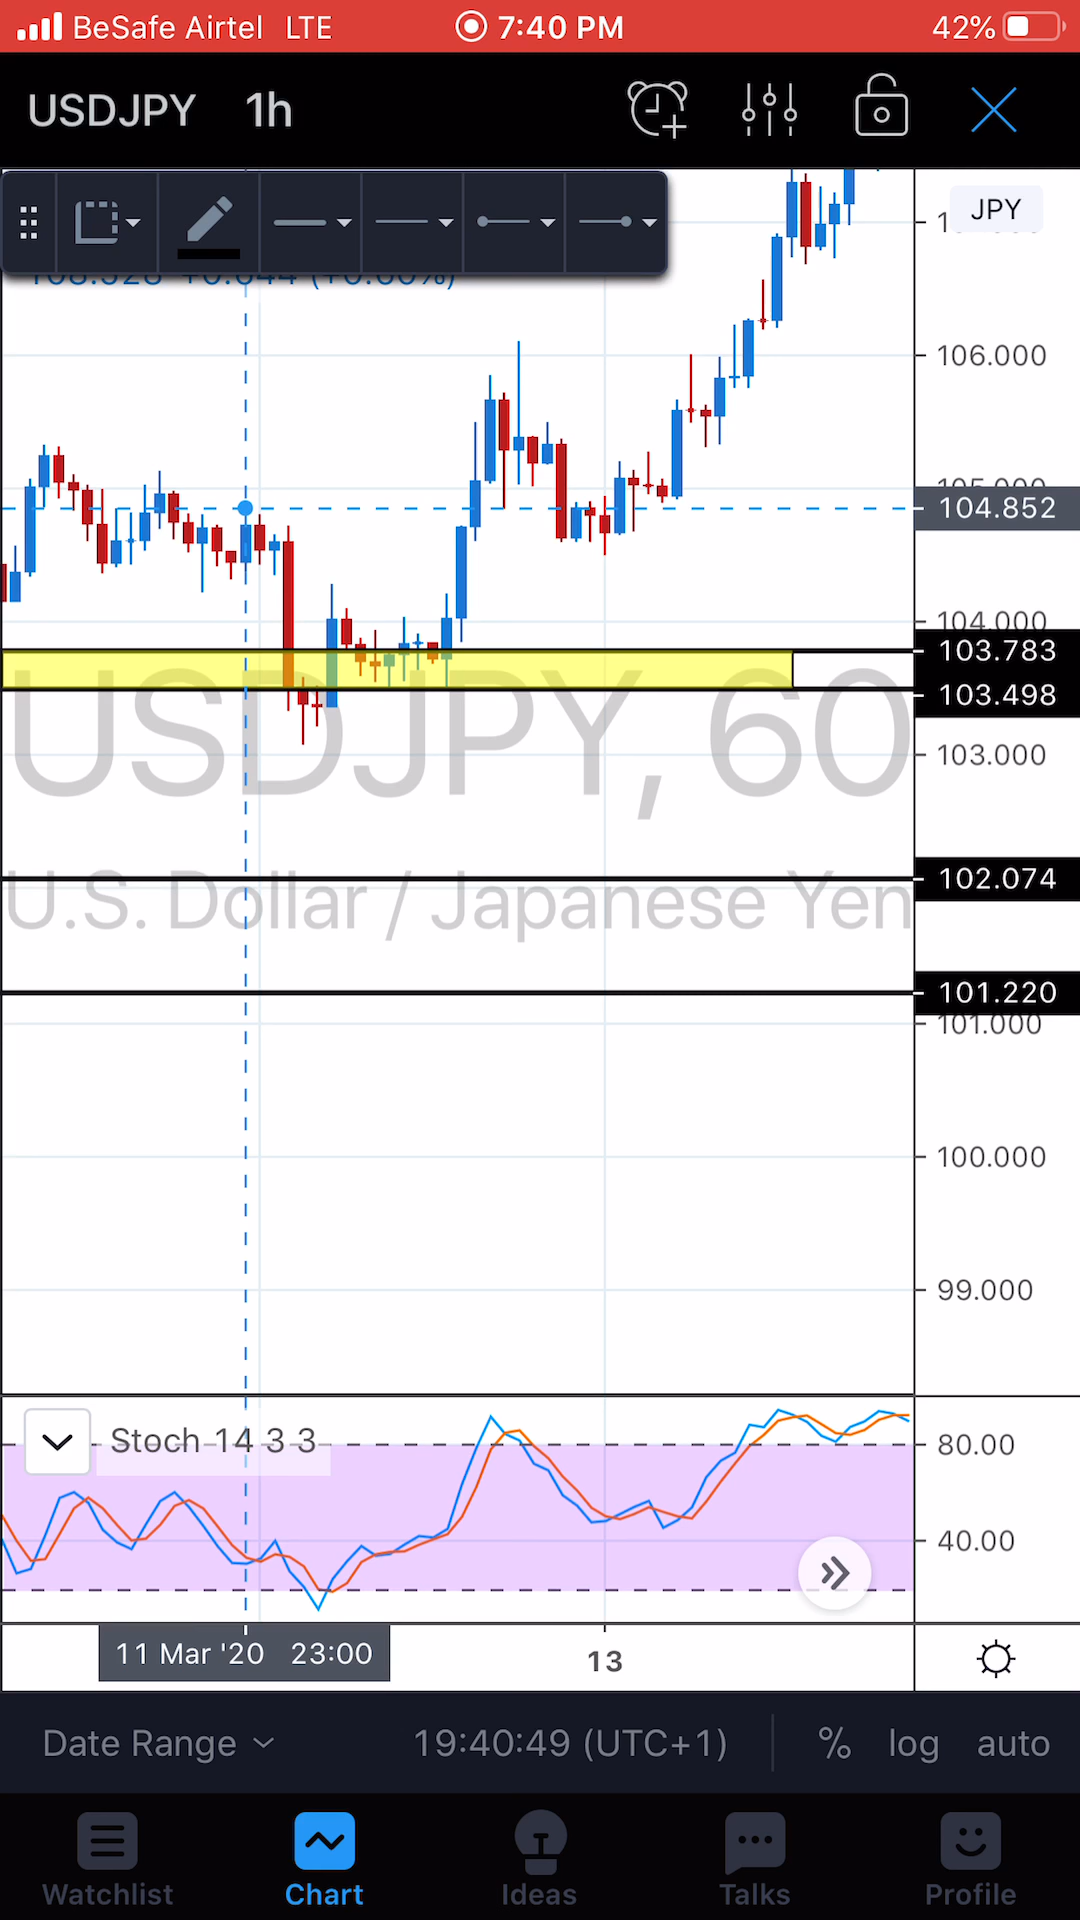 BeSafe Airtel LTE 7:40 PM 42%
USDJPY 1h
JPY
106.000
104.852
104.000
103.783
103.498
USDJPY, 60
103.000
102.074
U.S. Dollar / Japanese Yen
101.220
101.000
100.000
99.000
Stoch 14 3 3
80.00
40.00
11 Mar '20 23:00
13
Date Range 19:40:49 (UTC+1) % log auto
Watchlist Chart Ideas Talks Profile